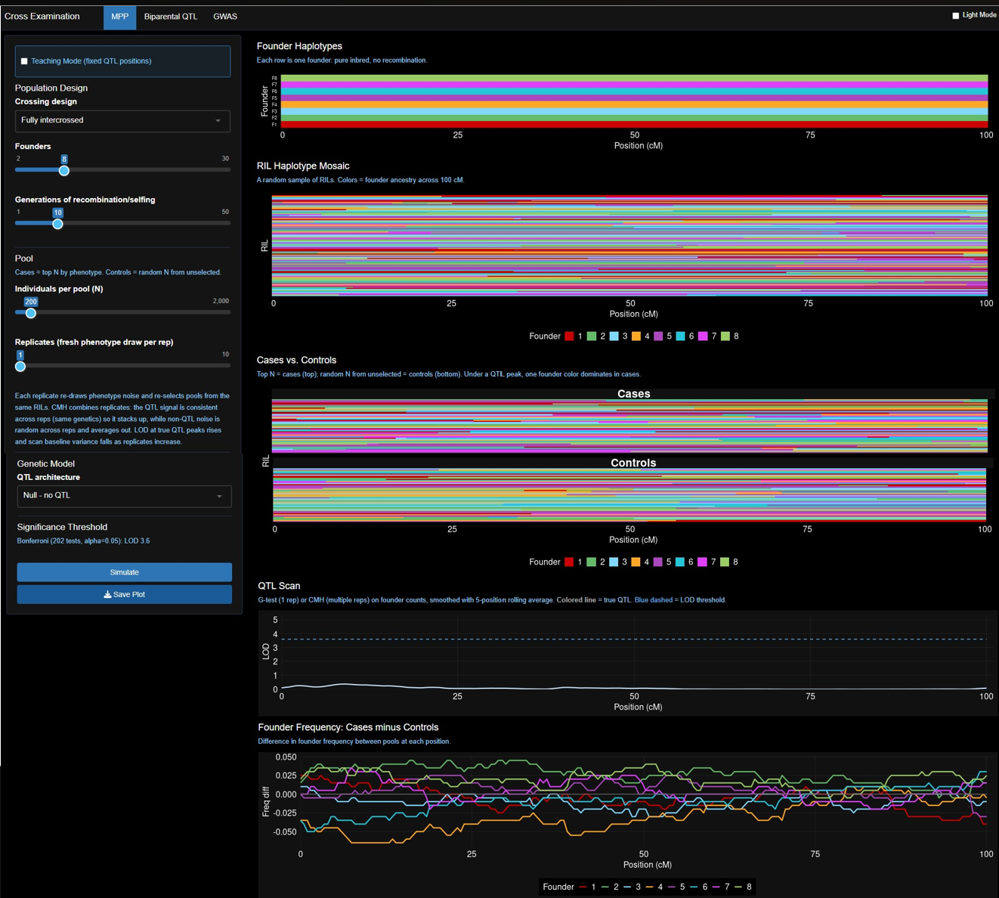 Cross Examination
MPP
Biparental QTL
GWAS
Light Mode
Teaching Mode (fixed QTL positions)
Population Design
Crossing design
Fully intercrossed
Founders
2
8
30
Generations of recombination/selfing
1
10
50
Pool
Cases = top N by phenotype. Controls = random N from unselected.
Individuals per pool (N)
200
2,000
Replicates (fresh phenotype draw per rep)
1
10
Each replicate re-draws phenotype noise and re-selects pools from the
same RILs. CMH combines replicates: the QTL signal is consistent
across reps (same genetics) so it stacks up, while non-QTL noise is
random across reps and averages out. LOD at true QTL peaks rises
and scan baseline variance falls as replicates increase.
Genetic Model
QTL architecture
Null - no QTL
Significance Threshold
Bonferroni (202 tests, alpha=0.05): LOD 3.6
Simulate
Save Plot
Founder Haplotypes
Each row is one founder: pure inbred, no recombination.
Founder
F8
F7
F6
F5
F4
F3
F2
F1
0 25 50 75 100
Position (cM)
RIL Haplotype Mosaic
A random sample of RILs. Colors = founder ancestry across 100 cM.
RIL
0 25 50 75 100
Position (cM)
Founder 1 2 3 4 5 6 7 8
Cases vs. Controls
Top N = cases (top); random N from unselected = controls (bottom). Under a QTL peak, one founder color dominates in cases.
Cases
RIL
Controls
0 25 50 75 100
Position (cM)
Founder 1 2 3 4 5 6 7 8
QTL Scan
G-test (1 rep) or CMH (multiple reps) on founder counts, smoothed with 5-position rolling average. Colored line = true QTL. Blue dashed = LOD threshold.
LOD
5
4
3
2
1
0
0 25 50 75 100
Position (cM)
Founder Frequency: Cases minus Controls
Difference in founder frequency between pools at each position.
Freq diff
0.050
0.025
0.000
-0.025
-0.050
0 25 50 75 100
Position (cM)
Founder 1 2 3 4 5 6 7 8